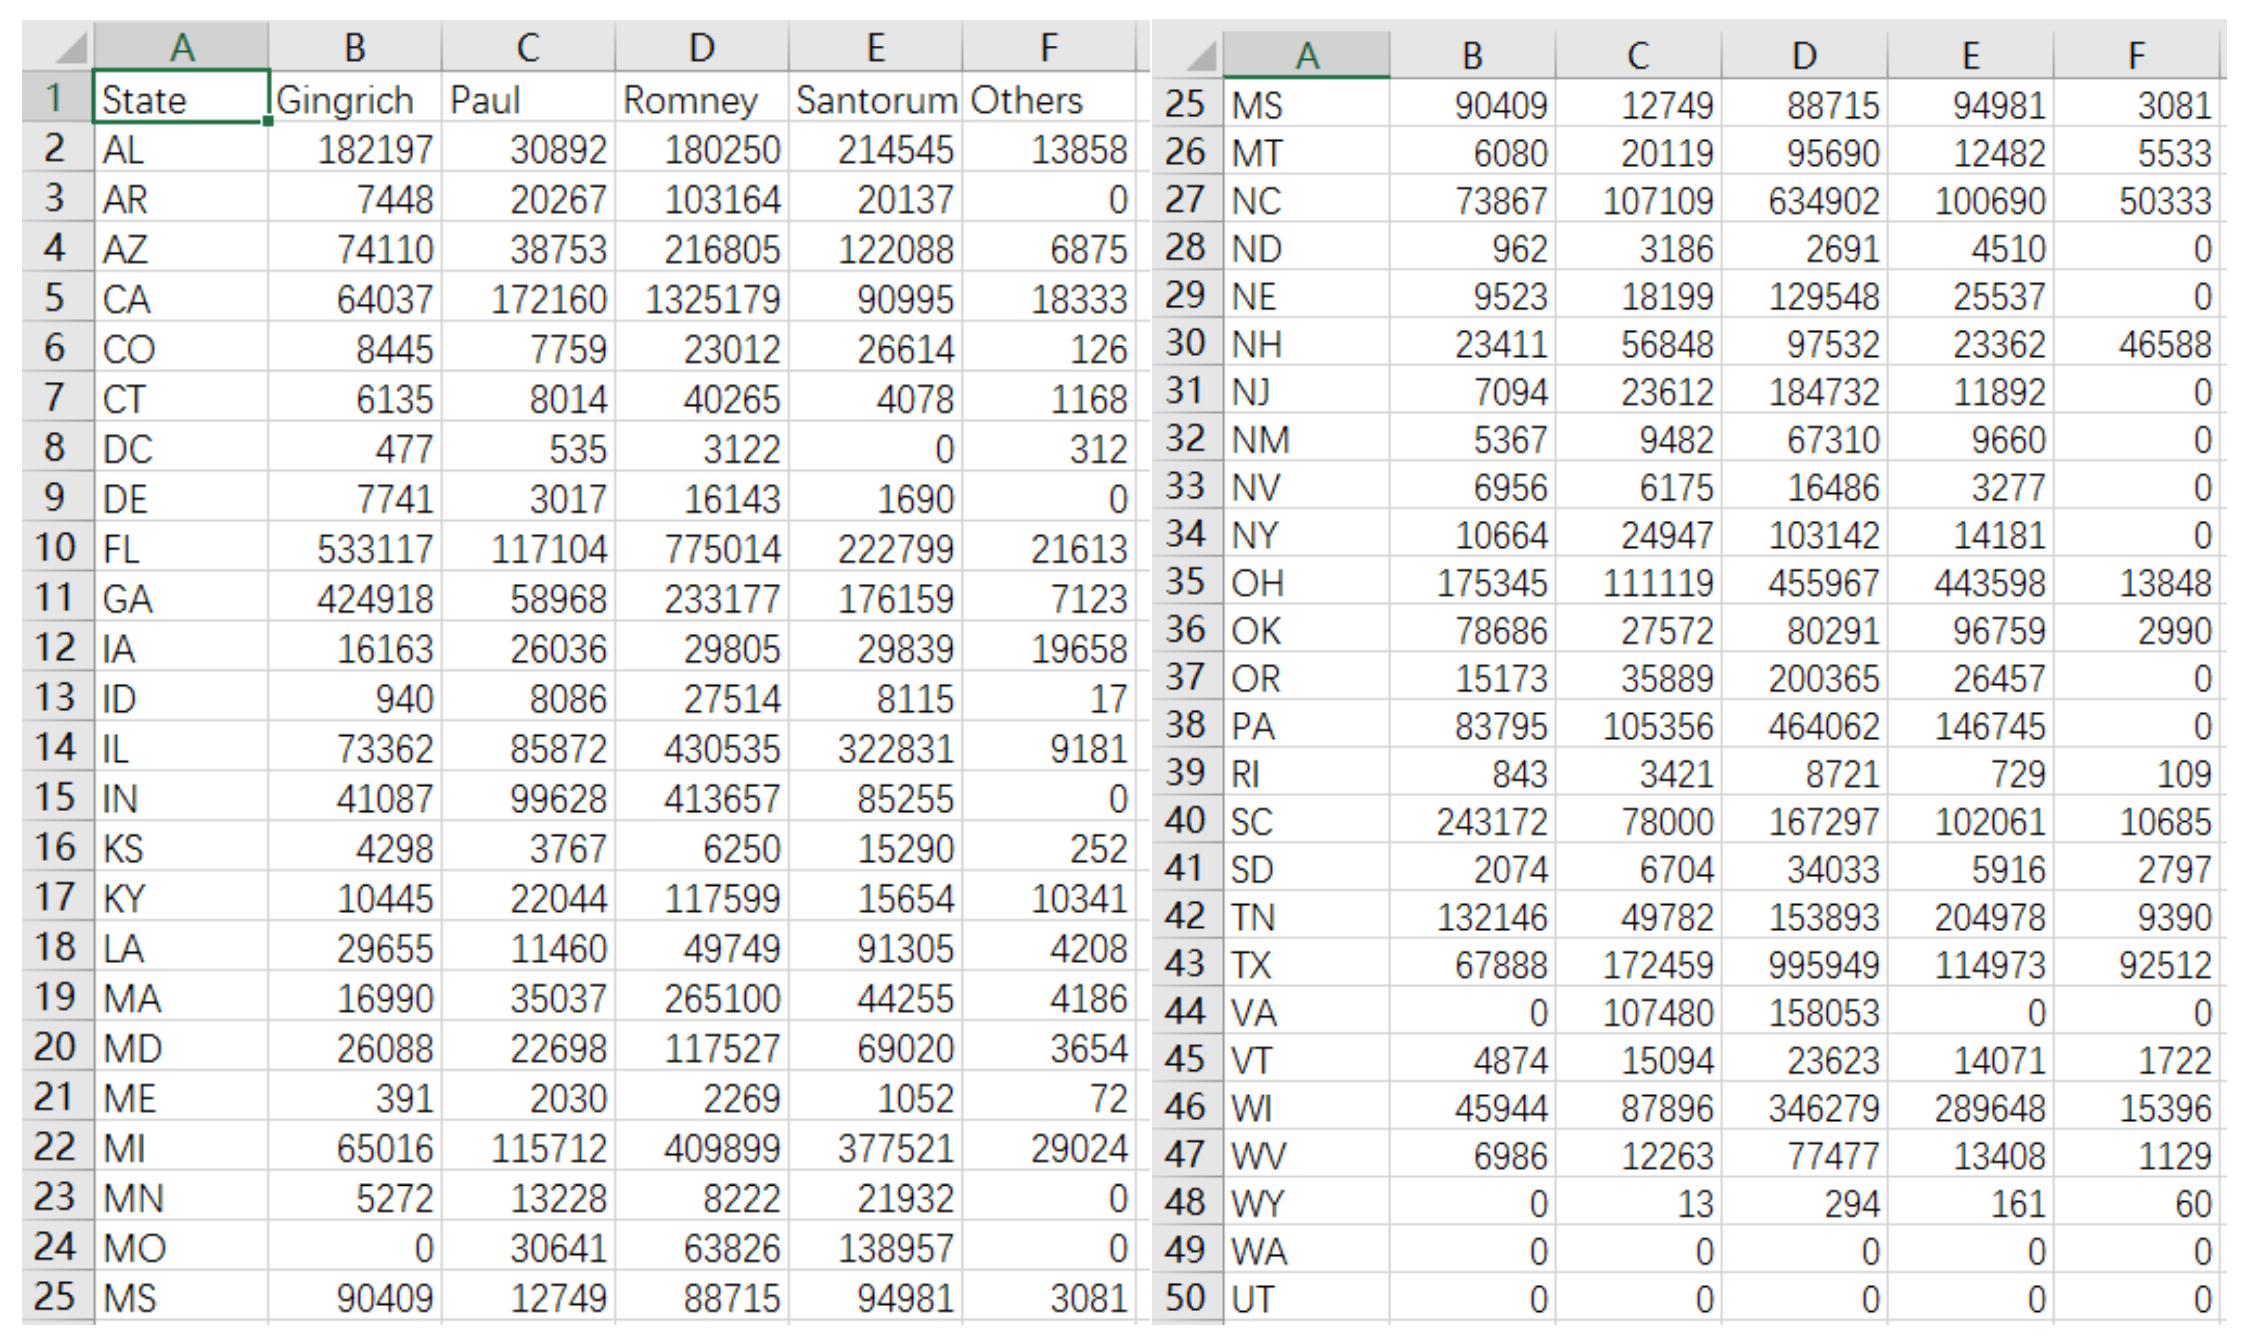 A B C D E F
1 State Gingrich Paul Romney Santorum Others
2 AL 182197 30892 180250 214545 13858
3 AR 7448 20267 103164 20137 0
4 AZ 74110 38753 216805 122088 6875
5 CA 64037 172160 1325179 90995 18333
6 CO 8445 7759 23012 26614 126
7 CT 6135 8014 40265 4078 1168
8 DC 477 535 3122 0 312
9 DE 7741 3017 16143 1690 0
10 FL 533117 117104 775014 222799 21613
11 GA 424918 58968 233177 176159 7123
12 IA 16163 26036 29805 29839 19658
13 ID 940 8086 27514 8115 17
14 IL 73362 85872 430535 322831 9181
15 IN 41087 99628 413657 85255 0
16 KS 4298 3767 6250 15290 252
17 KY 10445 22044 117599 15654 10341
18 LA 29655 11460 49749 91305 4208
19 MA 16990 35037 265100 44255 4186
20 MD 26088 22698 117527 69020 3654
21 ME 391 2030 2269 1052 72
22 MI 65016 115712 409899 377521 29024
23 MN 5272 13228 8222 21932 0
24 MO 0 30641 63826 138957 0
25 MS 90409 12749 88715 94981 3081
A B C D E F
25 MS 90409 12749 88715 94981 3081
26 MT 6080 20119 95690 12482 5533
27 NC 73867 107109 634902 100690 50333
28 ND 962 3186 2691 4510 0
29 NE 9523 18199 129548 25537 0
30 NH 23411 56848 97532 23362 46588
31 NJ 7094 23612 184732 11892 0
32 NM 5367 9482 67310 9660 0
33 NV 6956 6175 16486 3277 0
34 NY 10664 24947 103142 14181 0
35 OH 175345 111119 455967 443598 13848
36 OK 78686 27572 80291 96759 2990
37 OR 15173 35889 200365 26457 0
38 PA 83795 105356 464062 146745 0
39 RI 843 3421 8721 729 109
40 SC 243172 78000 167297 102061 10685
41 SD 2074 6704 34033 5916 2797
42 TN 132146 49782 153893 204978 9390
43 TX 67888 172459 995949 114973 92512
44 VA 0 107480 158053 0 0
45 VT 4874 15094 23623 14071 1722
46 WI 45944 87896 346279 289648 15396
47 WV 6986 12263 77477 13408 1129
48 WY 0 13 294 161 60
49 WA 0 0 0 0 0
50 UT 0 0 0 0 0